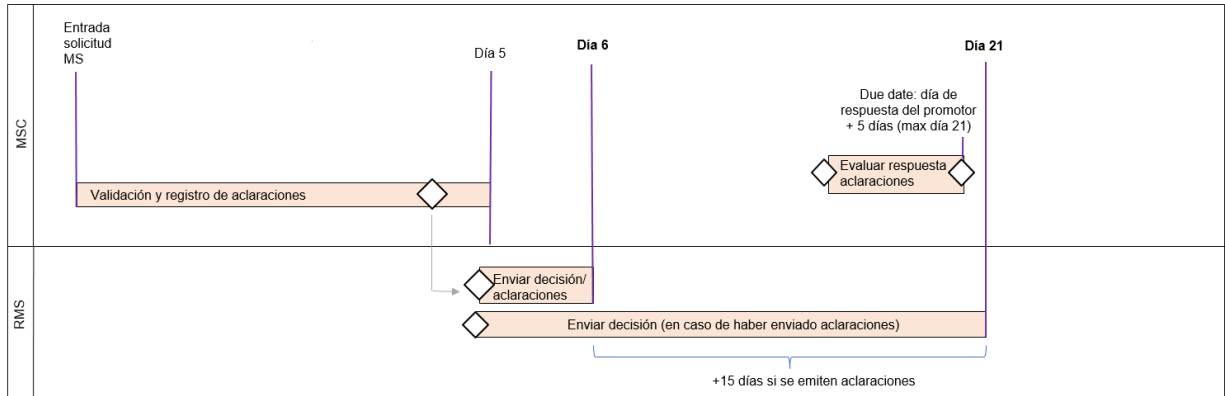 Entrada
solicitud
MS
Día 5
Día 6
Día 21
Due date: día de
respuesta del promotor
+ 5 días (max día 21)
MSC
Evaluar respuesta
aclaraciones
Validación y registro de aclaraciones
RMS
Enviar decisión/
aclaraciones
Enviar decisión (en caso de haber enviado aclaraciones)
+15 días si se emiten aclaraciones